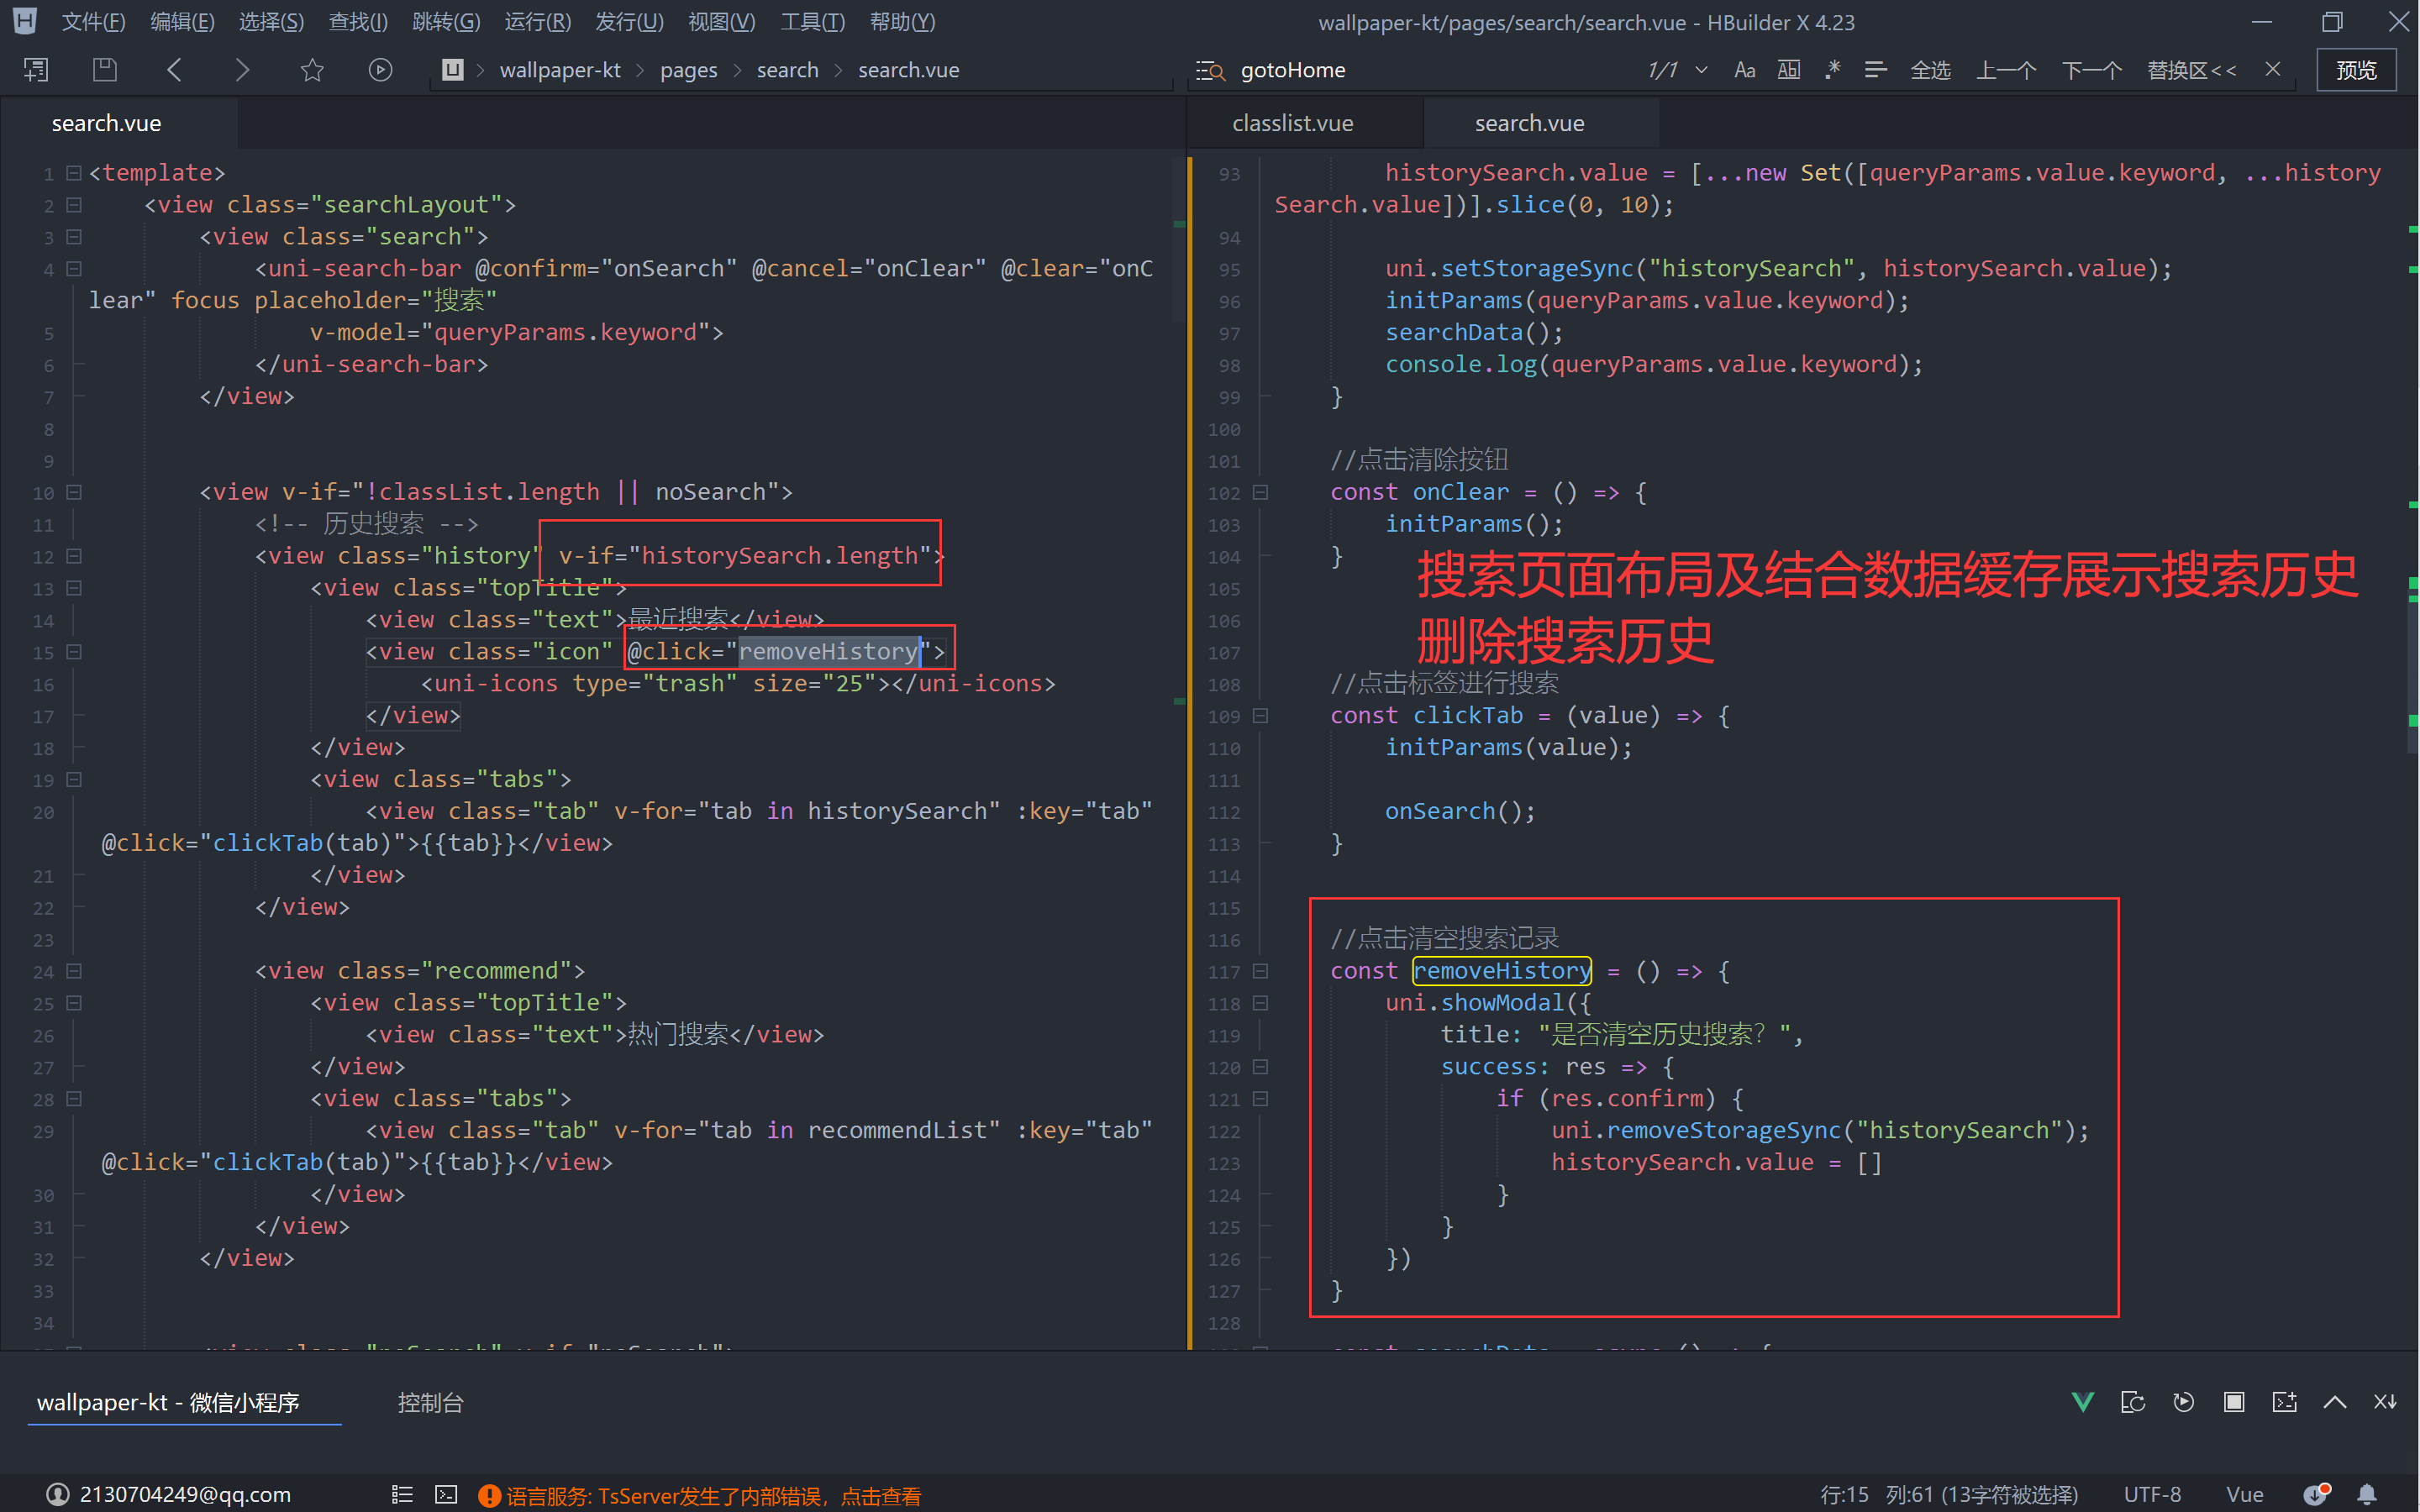 文件(F) 编辑(E) 选择(S) 查找(I) 跳转(G) 运行(R) 发行(U) 视图(V) 工具(T) 帮助(Y) wallpaper-kt/pages/search/search.vue - HBuilder X 4.23
wallpaper-kt pages search search.vue gotoHome 1/1 Aa Ab .* 全选 上一个 下一个 替换区<< 预览
search.vue
1 <template>
2 <view class="searchLayout">
3 <view class="search">
4 <uni-search-bar @confirm="onSearch" @cancel="onClear" @clear="onC
lear" focus placeholder="搜索"
5 v-model="queryParams.keyword">
6 </uni-search-bar>
7 </view>
8
9
10 <view v-if="!classList.length || noSearch">
11 <!-- 历史搜索 -->
12 <view class="history" v-if="historySearch.length">
13 <view class="topTitle">
14 <view class="text">最近搜索</view>
15 <view class="icon" @click="removeHistory">
16 <uni-icons type="trash" size="25"></uni-icons>
17 </view>
18 </view>
19 <view class="tabs">
20 <view class="tab" v-for="tab in historySearch" :key="tab"
@click="clickTab(tab)">{{tab}}</view>
21 </view>
22 </view>
23
24 <view class="recommend">
25 <view class="topTitle">
26 <view class="text">热门搜索</view>
27 </view>
28 <view class="tabs">
29 <view class="tab" v-for="tab in recommendList" :key="tab"
@click="clickTab(tab)">{{tab}}</view>
30 </view>
31 </view>
32 </view>
33
34
classlist.vue search.vue
93 historySearch.value = [...new Set([queryParams.value.keyword, ...history
Search.value])].slice(0, 10);
94
95 uni.setStorageSync("historySearch", historySearch.value);
96 initParams(queryParams.value.keyword);
97 searchData();
98 console.log(queryParams.value.keyword);
99 }
100
101 //点击清除按钮
102 const onClear = () => {
103 initParams();
104 }
搜索页面布局及结合数据缓存展示搜索历史
105
106
删除搜索历史
107
108 //点击标签进行搜索
109 const clickTab = (value) => {
110 initParams(value);
111
112 onSearch();
113 }
114
115
116 //点击清空搜索记录
117 const removeHistory = () => {
118 uni.showModal({
119 title: "是否清空历史搜索？",
120 success: res => {
121 if (res.confirm) {
122 uni.removeStorageSync("historySearch");
123 historySearch.value = []
124 }
125 }
126 })
127 }
128
wallpaper-kt - 微信小程序 控制台
2130704249@qq.com 语言服务: TsServer发生了内部错误，点击查看 行:15 列:61 (13字符被选择) UTF-8 Vue